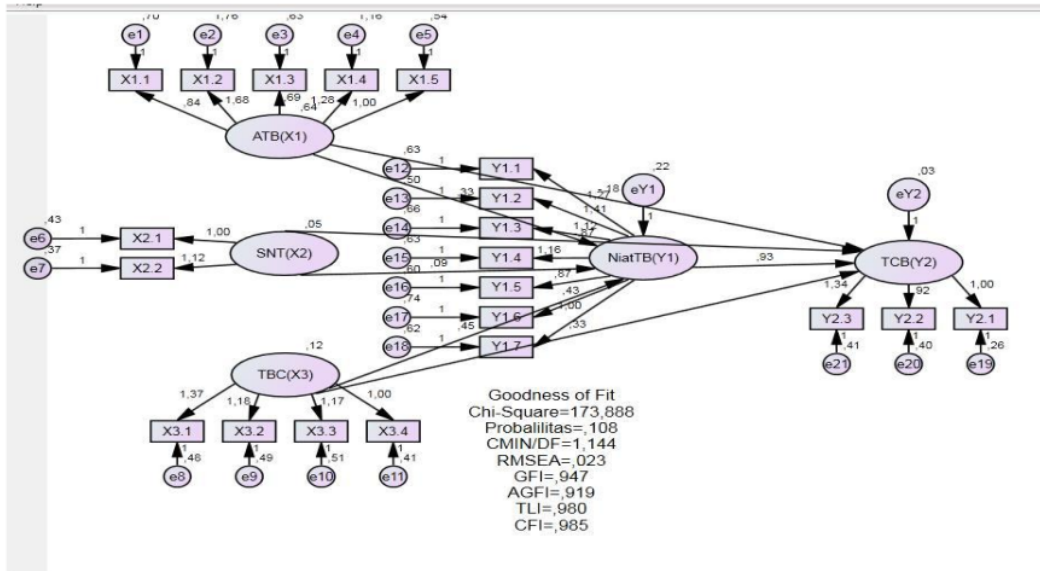 ,70 1,76 ,63 1,16 ,54
e1 e2 e3 e4 e5
1 1 1 1 1
X1.1 X1.2 X1.3 X1.4 X1.5
,84 1,68 ,69 1,28 1,00
,64
ATB(X1)
,63
e12 1 Y1.1
,22
eY1
1
,03
eY2
1
,50
e13 1 ,33 Y1.2
,18 1,27
1,41
,66
e14 1 Y1.3
1,12
,43
e6 1 X2.1 1,00
,05
SNT(X2)
,37
e7 1 X2.2 1,12
,09
,63
e15 1 Y1.4 1,16
NiatTB(Y1)
,93
TCB(Y2)
,60
e16 1 Y1.5 ,87
,43
1,00
,74
e17 1 Y1.6
,45
,33
,62
e18 1 Y1.7
1,34 ,92 1,00
Y2.3 Y2.2 Y2.1
1 1 1
,41 ,40 ,26
e21 e20 e19
,12
TBC(X3)
1,37 1,18 1,17 1,00
X3.1 X3.2 X3.3 X3.4
1 1 1 1
,48 ,49 ,51 ,41
e8 e9 e10 e11
Goodness of Fit
Chi-Square=173,888
Probalilitas=,108
CMIN/DF=1,144
RMSEA=,023
GFI=,947
AGFI=,919
TLI=,980
CFI=,985